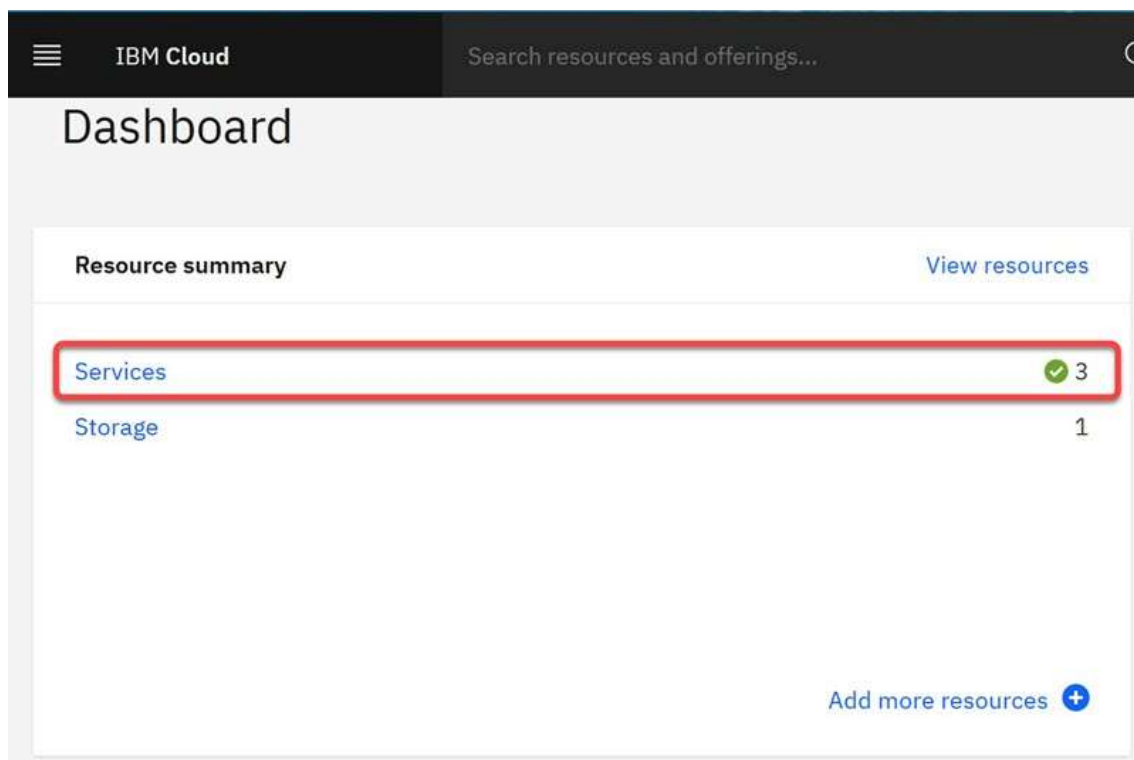 IBM Cloud Search resources and offerings...
Dashboard
Resource summary View resources
Services 3
Storage 1
Add more resources